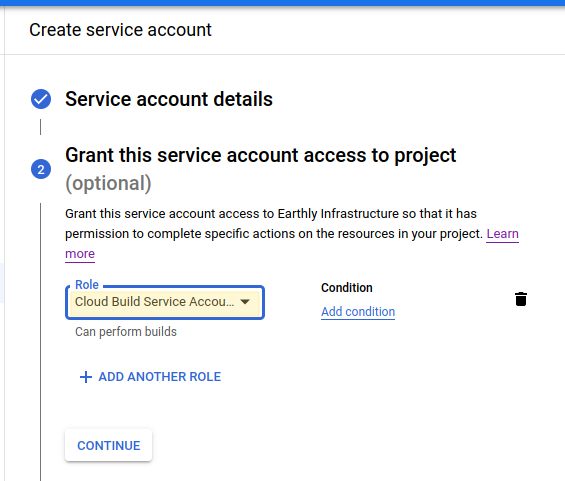 Create service account
Service account details
2
Grant this service account access to project
(optional)
Grant this service account access to Earthly Infrastructure so that it has
permission to complete specific actions on the resources in your project. Learn
more
Role
Condition
Cloud Build Service Accou...
Add condition
Can perform builds
ADD ANOTHER ROLE
CONTINUE